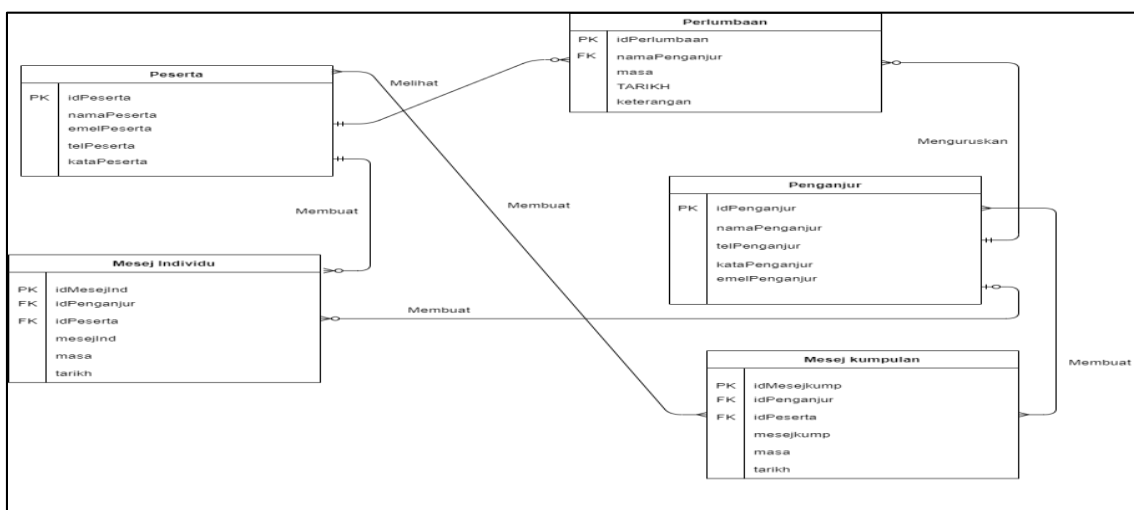 Perlumbaan
PK idPerlumbaan
FK namaPenganjur
masa
TARIKH
keterangan
Peserta
PK idPeserta
namaPeserta
emelPeserta
telPeserta
kataPeserta
Melihat
Menguruskan
Membuat
Membuat
Penganjur
PK idPenganjur
namaPenganjur
telPenganjur
kataPenganjur
emelPenganjur
Mesej Individu
PK idMesejInd
FK idPenganjur
FK idPeserta
mesejInd
masa
tarikh
Membuat
Membuat
Mesej kumpulan
PK idMesejkump
FK idPenganjur
FK idPeserta
mesejkump
masa
tarikh